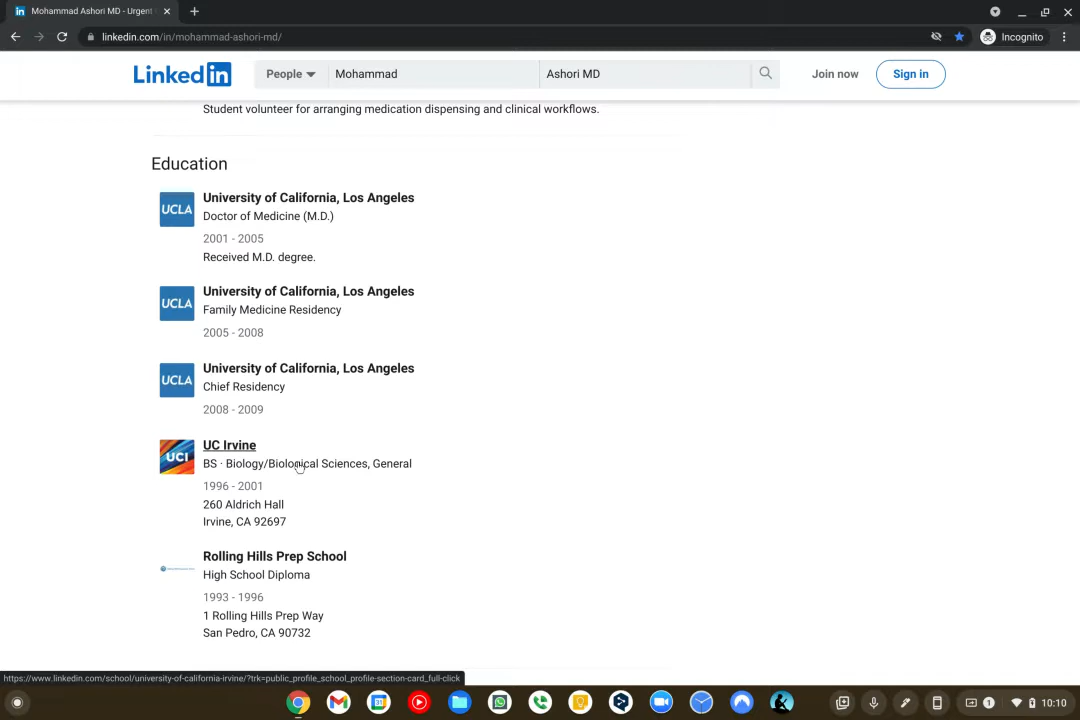 Mohammad Ashori MD - Urgent
linkedin.com/in/mohammad-ashori-md/
Incognito
LinkedIn
People
Mohammad
Ashori MD
Join now
Sign in
Student volunteer for arranging medication dispensing and clinical workflows.
Education
UCLA
University of California, Los Angeles
Doctor of Medicine (M.D.)
2001 - 2005
Received M.D. degree.
UCLA
University of California, Los Angeles
Family Medicine Residency
2005 - 2008
UCLA
University of California, Los Angeles
Chief Residency
2008 - 2009
UCI
UC Irvine
BS · Biology/Biological Sciences, General
1996 - 2001
260 Aldrich Hall
Irvine, CA 92697
Rolling Hills Prep School
High School Diploma
1993 - 1996
1 Rolling Hills Prep Way
San Pedro, CA 90732
https://www.linkedin.com/school/university-of-california-irvine/?trk=public_profile_school_profile-section-card_full-click
1
10:10